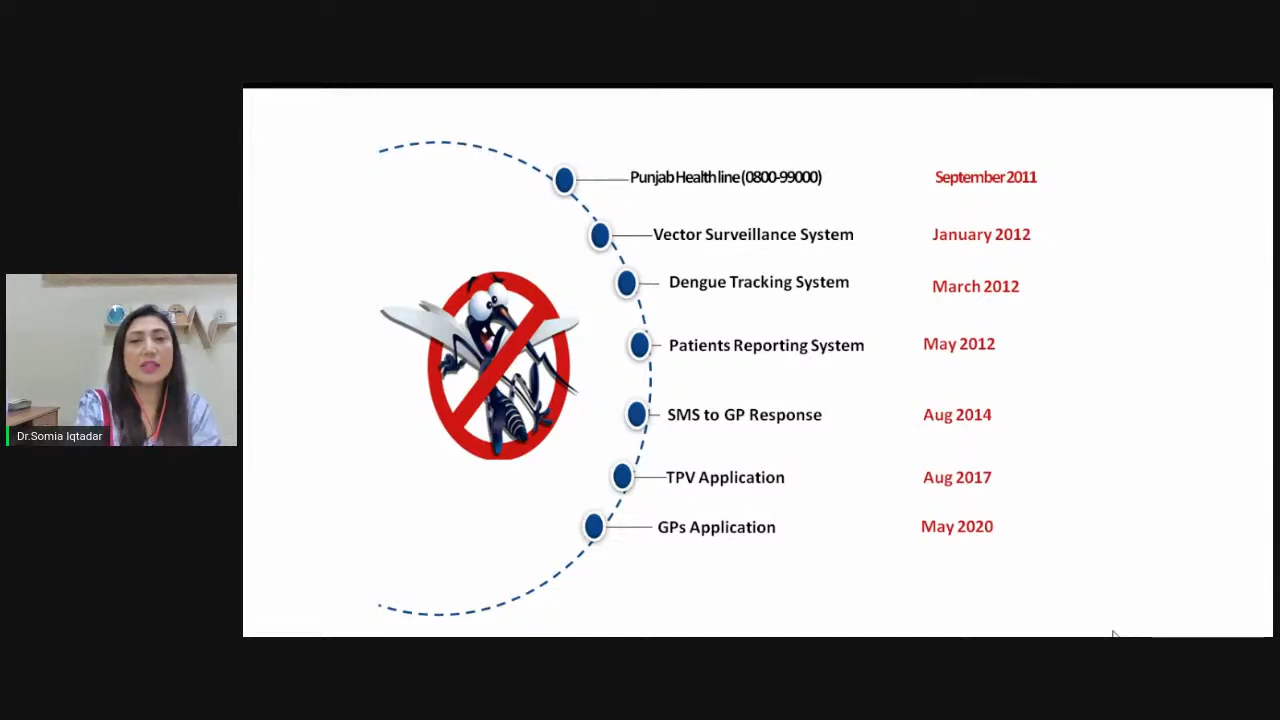 Punjab Health line (0800-99000) September 2011
Vector Surveillance System January 2012
Dengue Tracking System March 2012
Patients Reporting System May 2012
SMS to GP Response Aug 2014
TPV Application Aug 2017
GPs Application May 2020
Dr.Somia Iqtadar